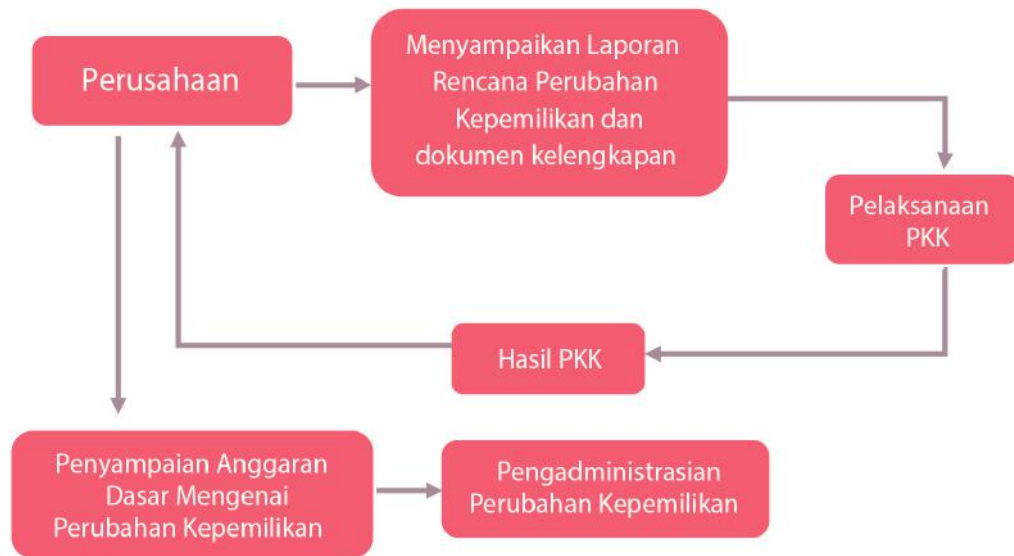 Perusahaan
Menyampaikan Laporan
Rencana Perubahan
Kepemilikan dan
dokumen kelengkapan
Pelaksanaan
PKK
Hasil PKK
Penyampaian Anggaran
Dasar Mengenai
Perubahan Kepemilikan
Pengadministrasian
Perubahan Kepemilikan